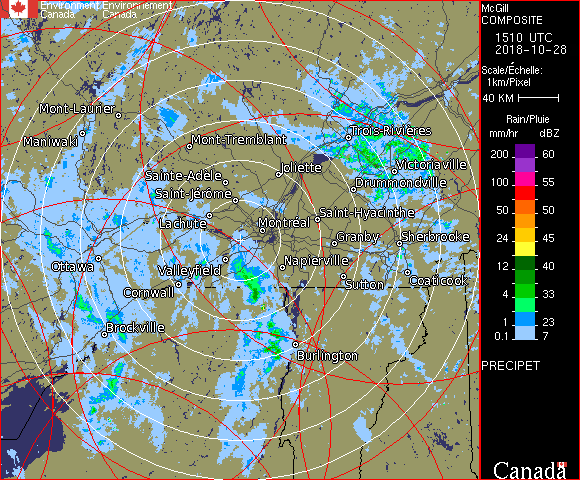 Environment Environnement
Canada Canada
McGill
COMPOSITE
1510 UTC
2018-10-28
Scale/Échelle:
1km/Pixel
40 KM
Rain/Pluie
mm/hr dBZ
200 60
100 55
50 50
24 45
12 40
4 33
1 23
0.1 7
PRECIPET
Canada
Mont-Laurier
Maniwaki
Mont-Tremblant
Trois-Rivières
Victoriaville
Joliette
Sainte-Adèle
Drummondville
Saint-Jérôme
Saint-Hyacinthe
Lachute
Montréal
Granby
Sherbrooke
Ottawa
Valleyfield
Napierville
Sutton
Coaticook
Cornwall
Brockville
Burlington